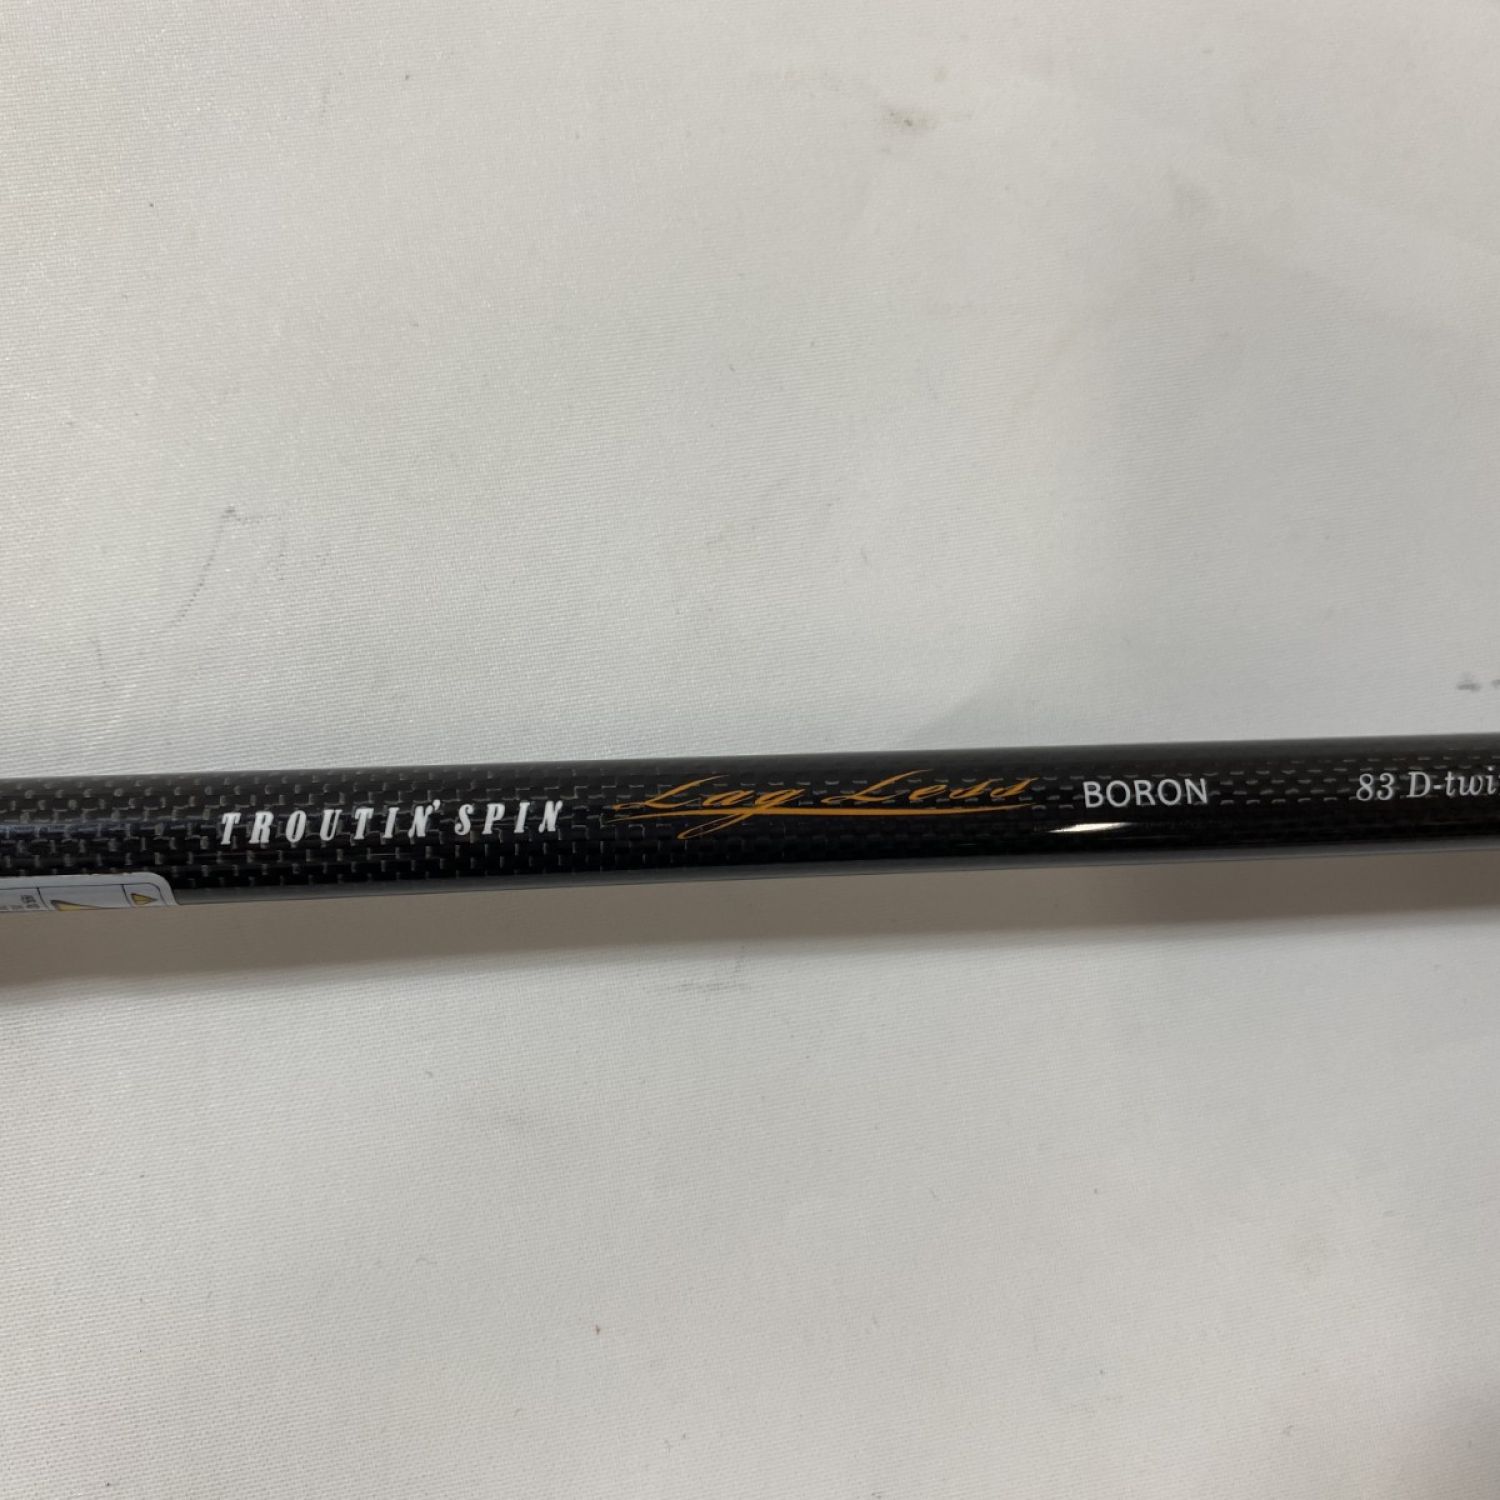 TROUTIN' SPIN Lag Less BORON 83 D-twi